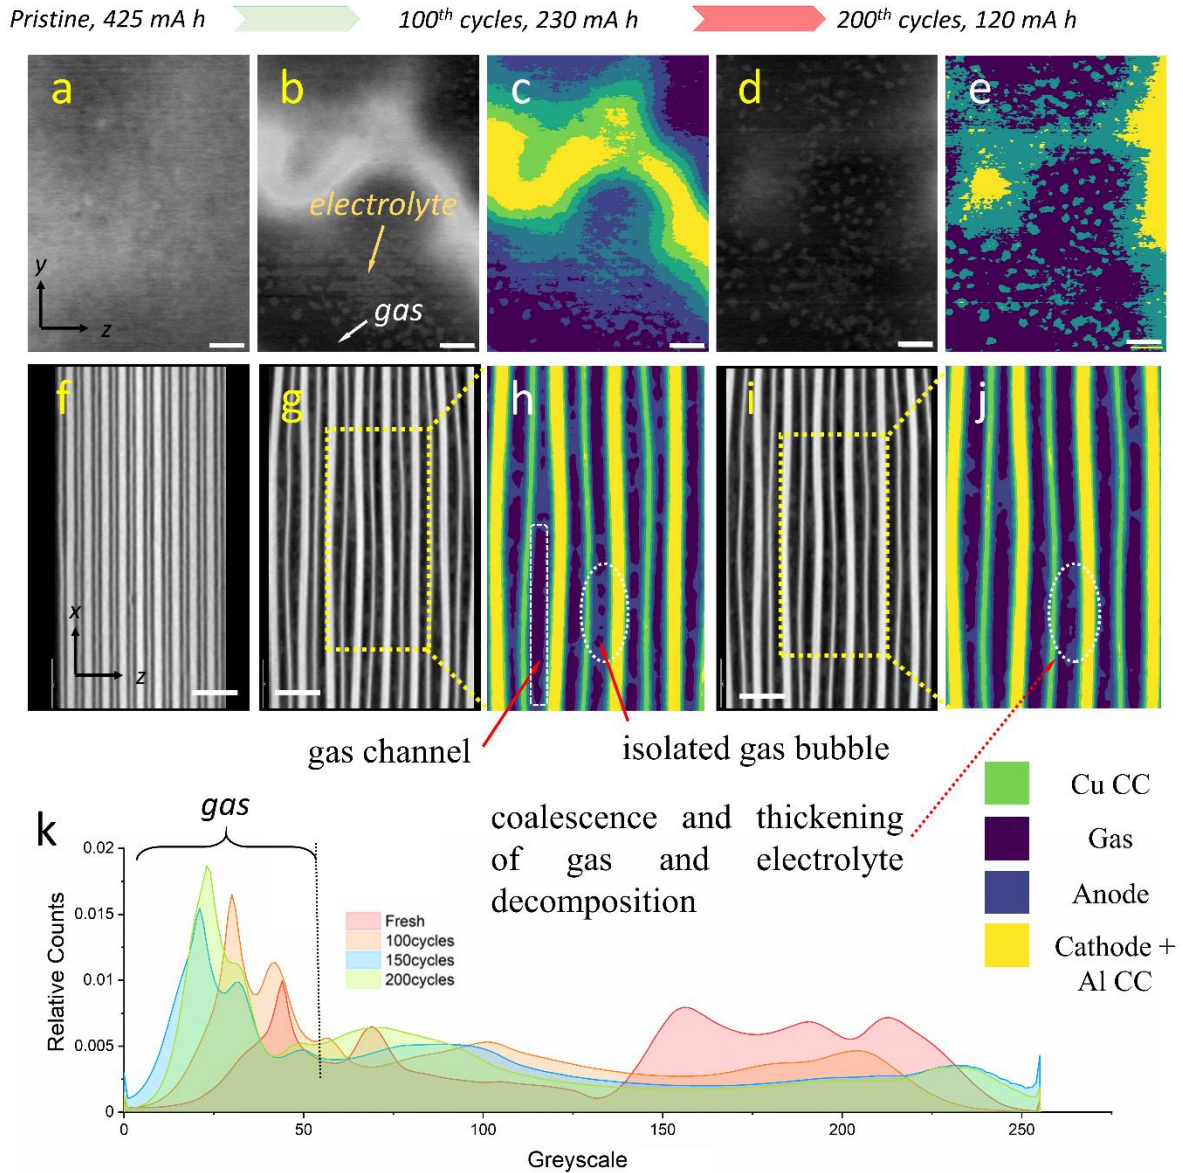 Pristine, 425 mA h
100th cycles, 230 mA h
200th cycles, 120 mA h
a
b
c
d
e
electrolyte
gas
y
z
f
g
h
i
j
x
z
gas channel
isolated gas bubble
coalescence and thickening
of gas and electrolyte
decomposition
Cu CC
Gas
Anode
Cathode +
Al CC
k
gas
0.02
0.015
0.01
0.005
0
Relative Counts
Fresh
100cycles
150cycles
200cycles
0
50
100
150
200
250
Greyscale